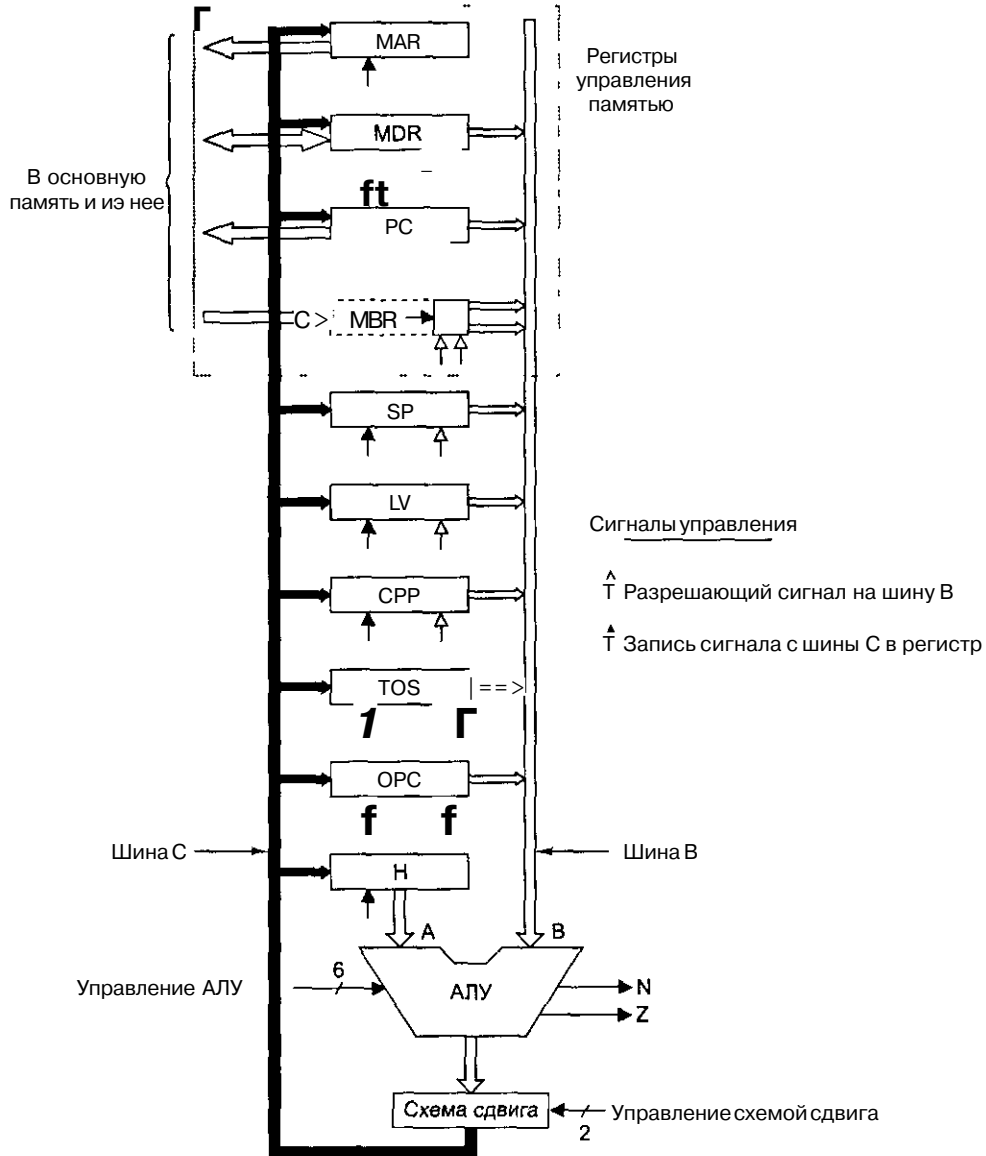 Г
MAR
Регистры
управления
памятью
MDR
В основную
память и иэ нее
ft
PC
C > MBR
SP
LV
Сигналы управления
CPP
Разрешающий сигнал на шину В
Запись сигнала с шины С в регистр
TOS | = = >
1 Г
OPC
f f
Шина С
Шина В
H
A B
6
Управление АЛУ
АЛУ
N
Z
Схема сдвига
Управление схемой сдвига
2